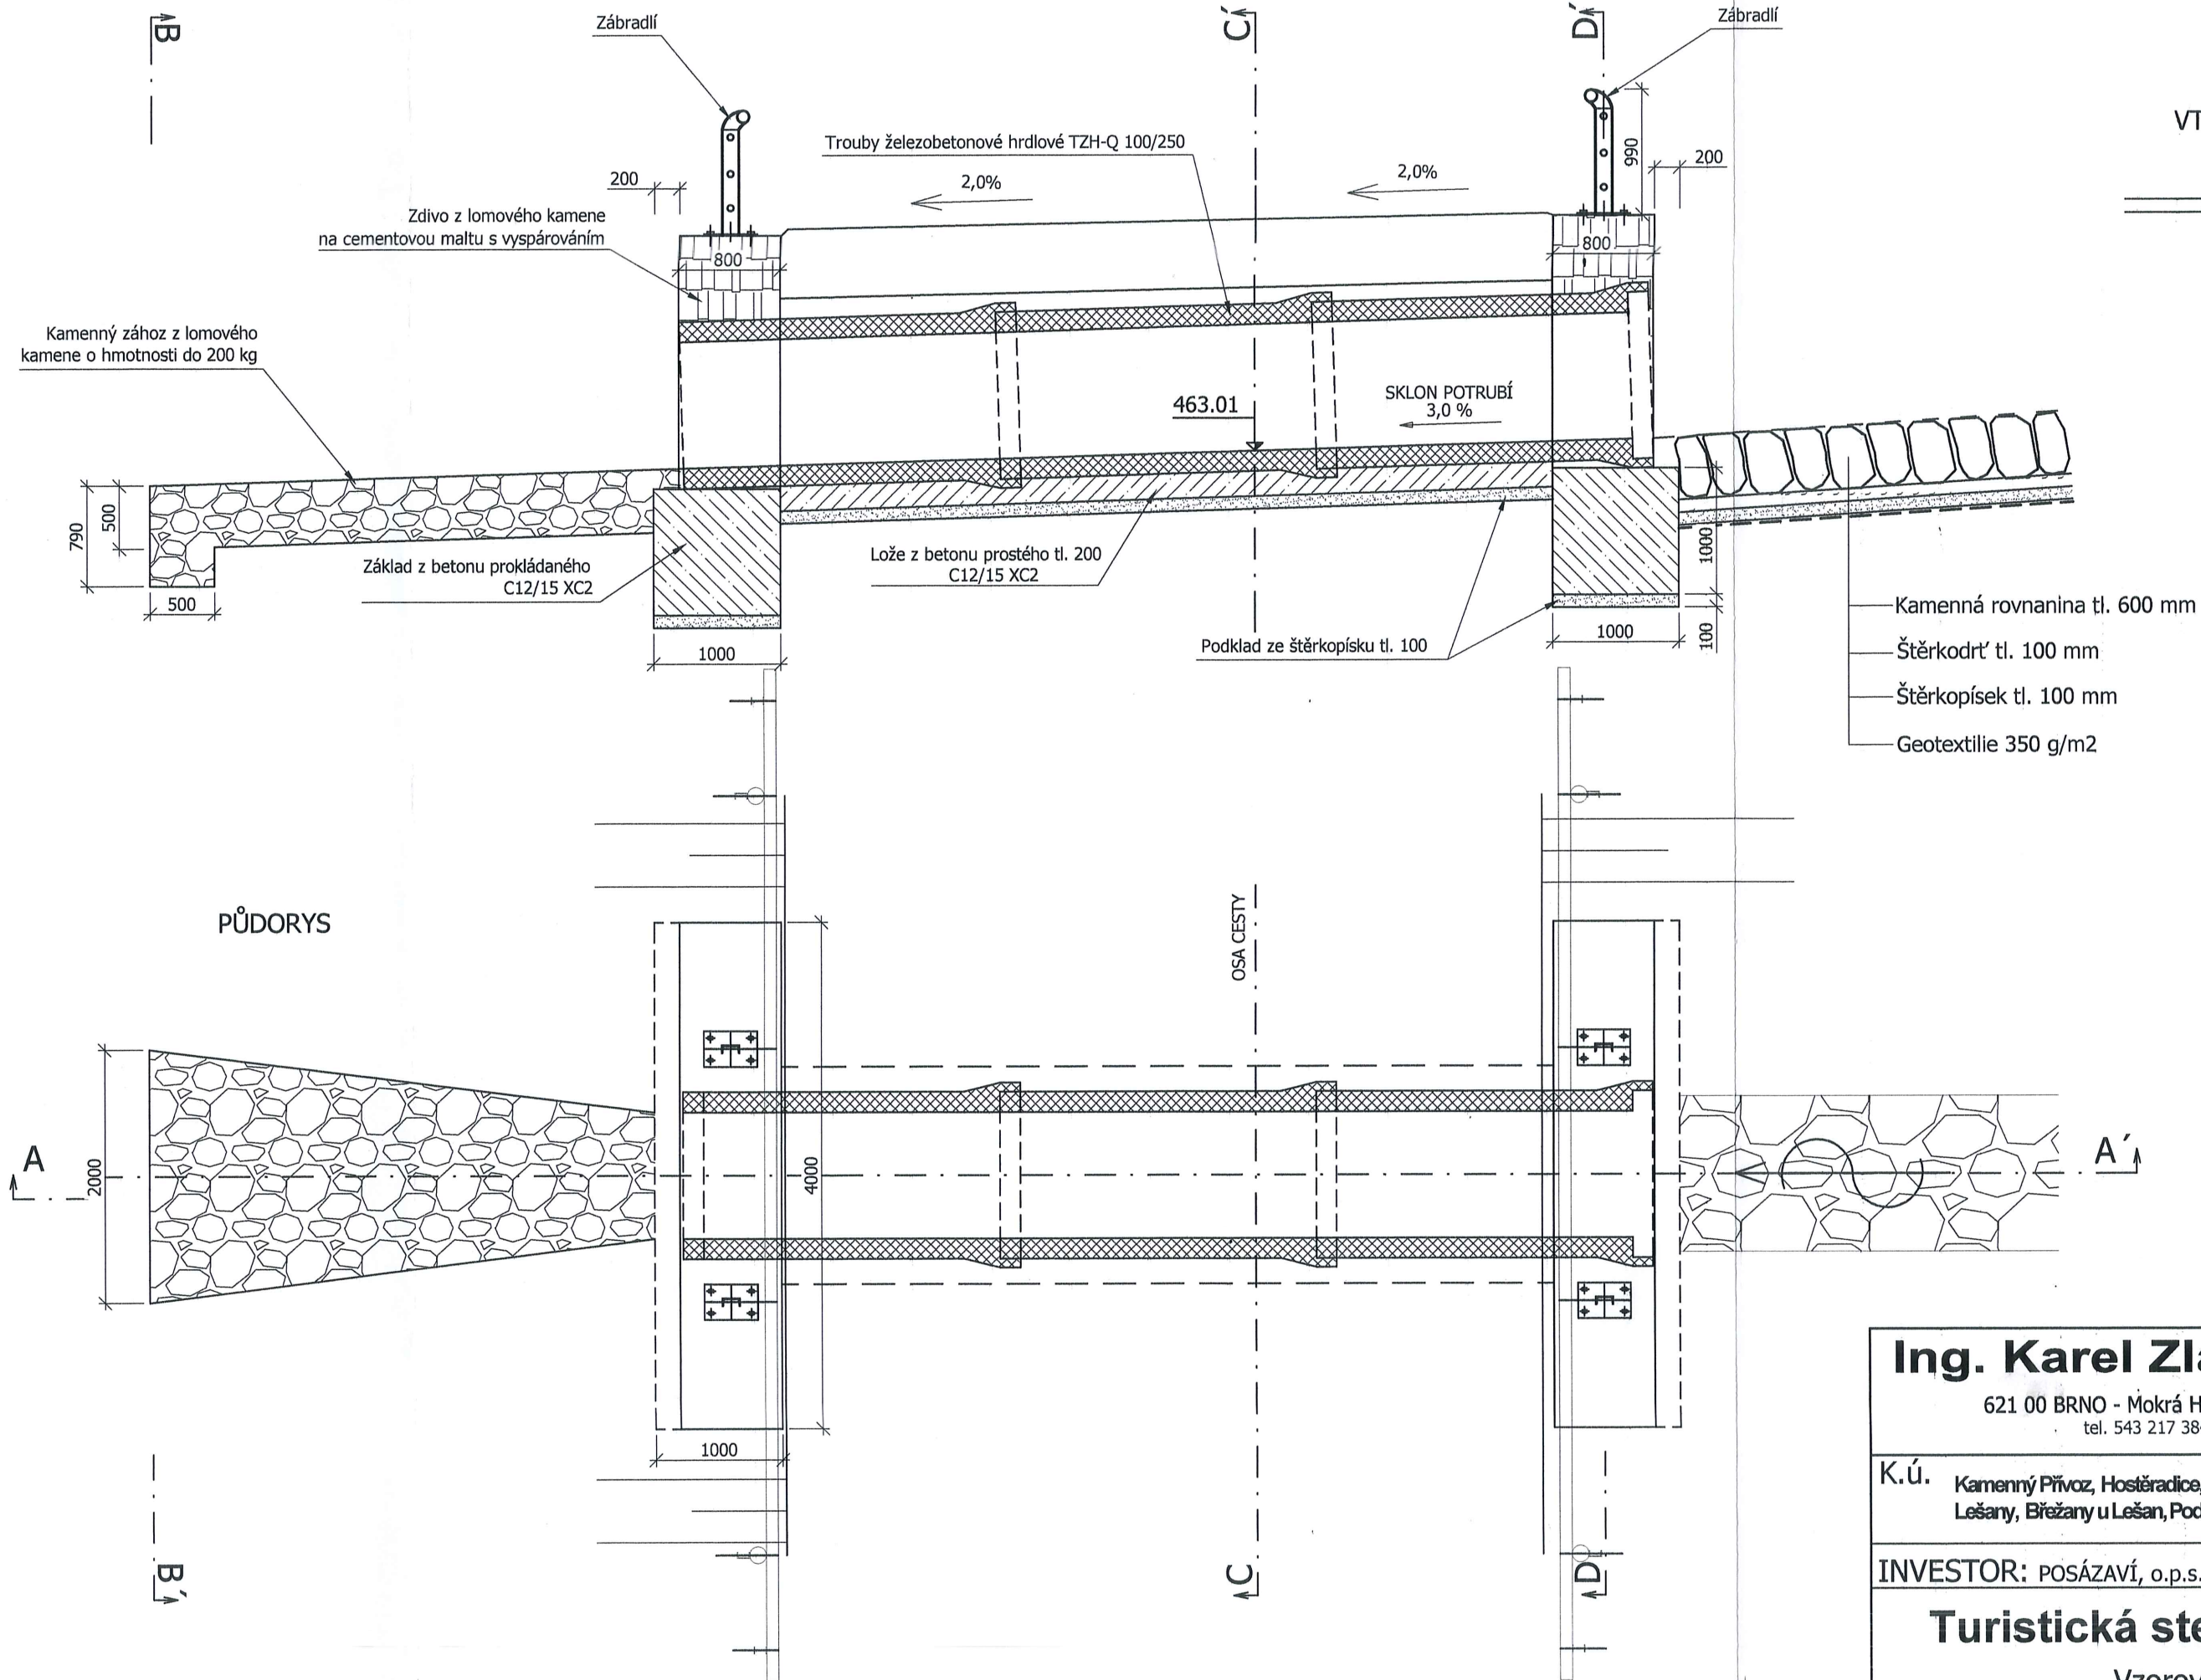 B
Zábradlí
C´
D´
Zábradlí
VT
Trouby železobetonové hrdlové TZH-Q 100/250
990
200
200
2,0%
2,0%
Zdivo z lomového kamene
na cementovou maltu s vyspárováním
800
800
Kamenný zához z lomového
kamene o hmotnosti do 200 kg
463.01
SKLON POTRUBÍ
3,0 %
790
500
500
Základ z betonu prokládaného
C12/15 XC2
Lože z betonu prostého tl. 200
C12/15 XC2
1000
100
1000
1000
Podklad ze štěrkopísku tl. 100
Kamenná rovnanina tl. 600 mm
Štěrkodrť tl. 100 mm
Štěrkopísek tl. 100 mm
Geotextilie 350 g/m2
PŮDORYS
OSA CESTY
A
2000
4000
A´
1000
B´
C
D
Ing. Karel
621 00 BRNO - Mokrá
tel. 543 217
K.ú.
Kamenný Přívoz, Hostěradice,
Lešany, Břežany u Lešan,
INVESTOR: POSÁZAVÍ, o.p.s.
Turistická